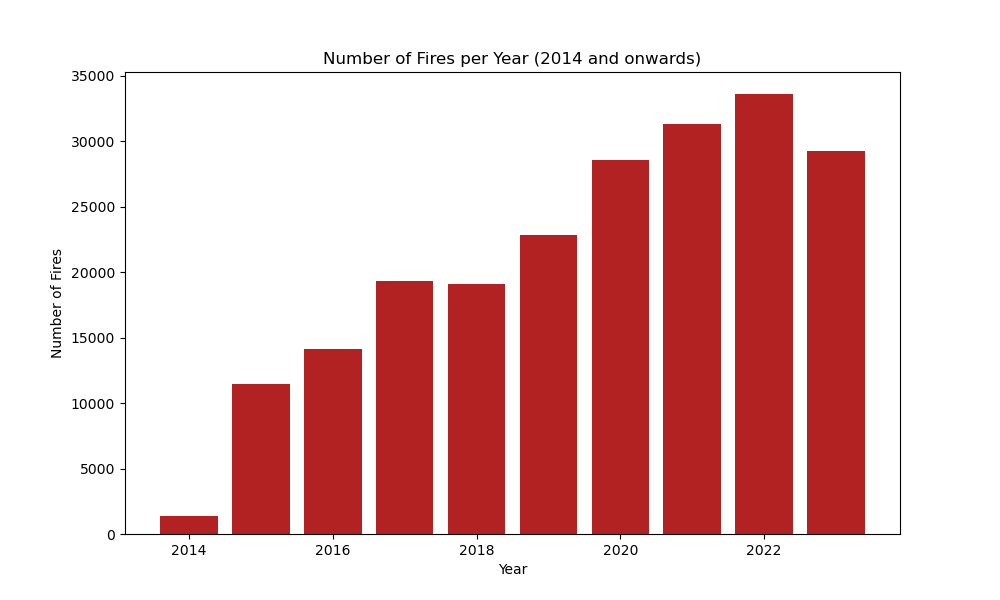 Number of Fires per Year (2014 and onwards)
35000
30000
25000
20000
15000
10000
5000
0
Number of Fires
2014 2016 2018 2020 2022
Year